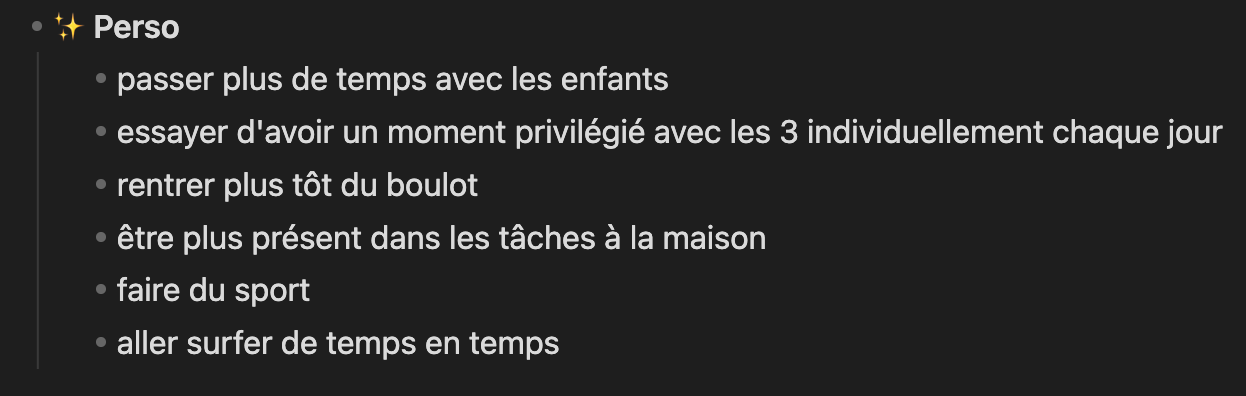 ✨ Perso
passer plus de temps avec les enfants
essayer d'avoir un moment privilégié avec les 3 individuellement chaque jour
rentrer plus tôt du boulot
être plus présent dans les tâches à la maison
faire du sport
aller surfer de temps en temps